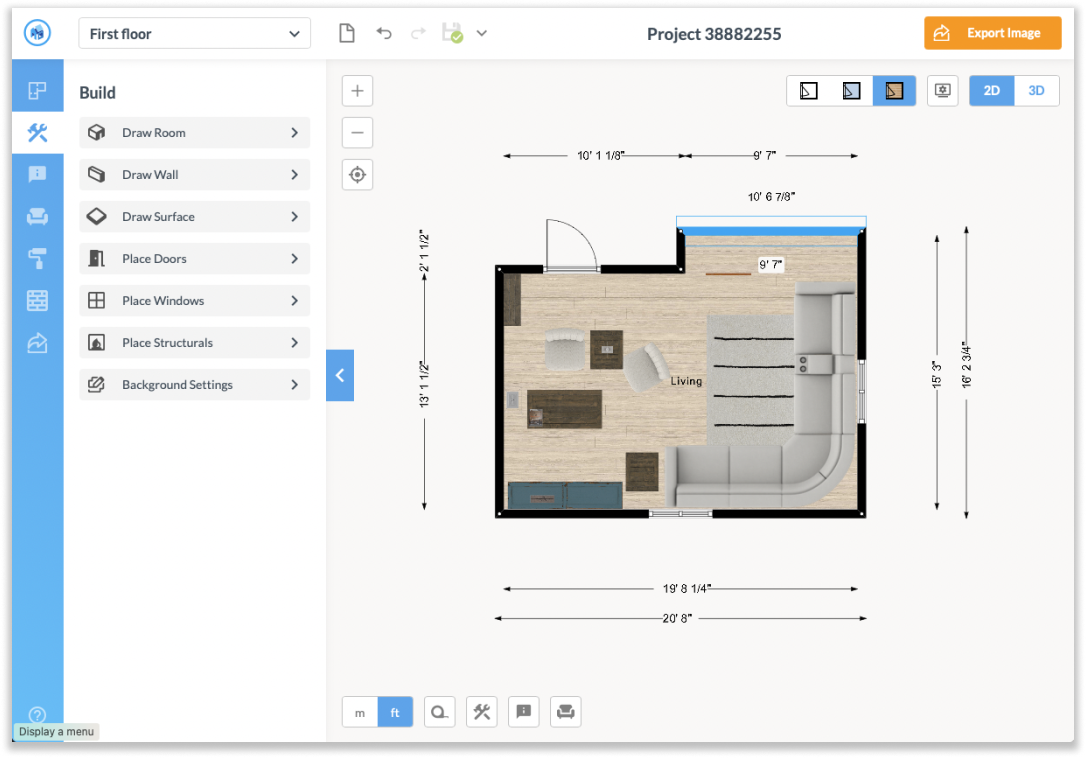 First floor
Project 38882255
Export Image
Build
Draw Room
Draw Wall
Draw Surface
Place Doors
Place Windows
Place Structurals
Background Settings
2D
3D
10' 1 1/8"
9' 7"
10' 6 7/8"
2' 1 1/2"
9' 7"
13' 1 1/2"
Living
15' 3"
16' 2 3/4"
19' 8 1/4"
20' 8"
m
ft
Display a menu